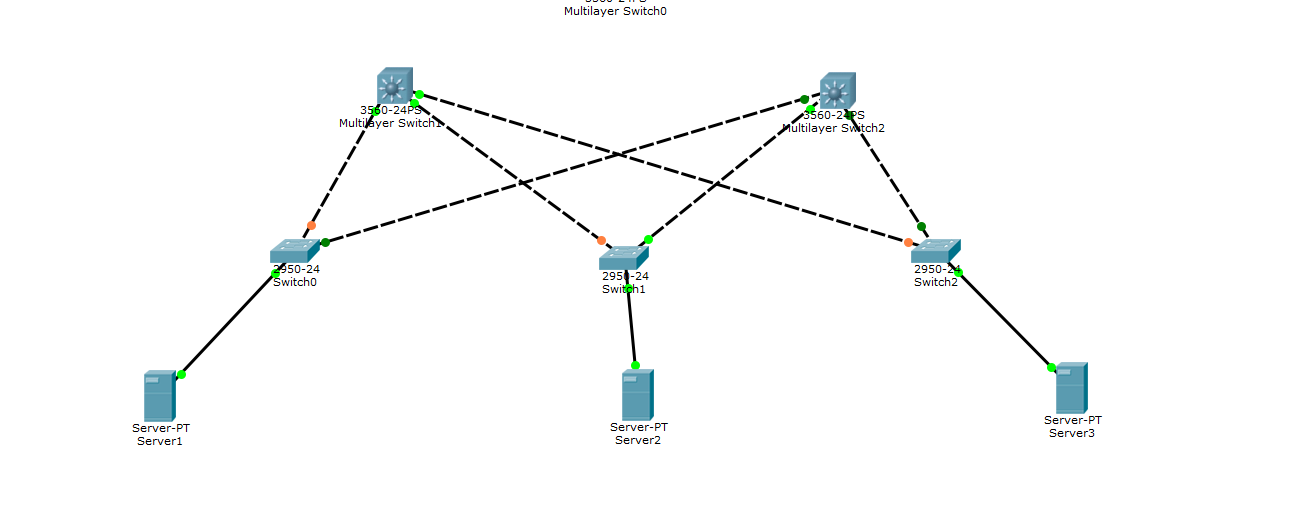 Multilayer Switch0
3560-24PS
Multilayer Switch1
3560-24PS
Multilayer Switch2
2950-24
Switch0
2950-24
Switch1
2950-24
Switch2
Server-PT
Server1
Server-PT
Server2
Server-PT
Server3